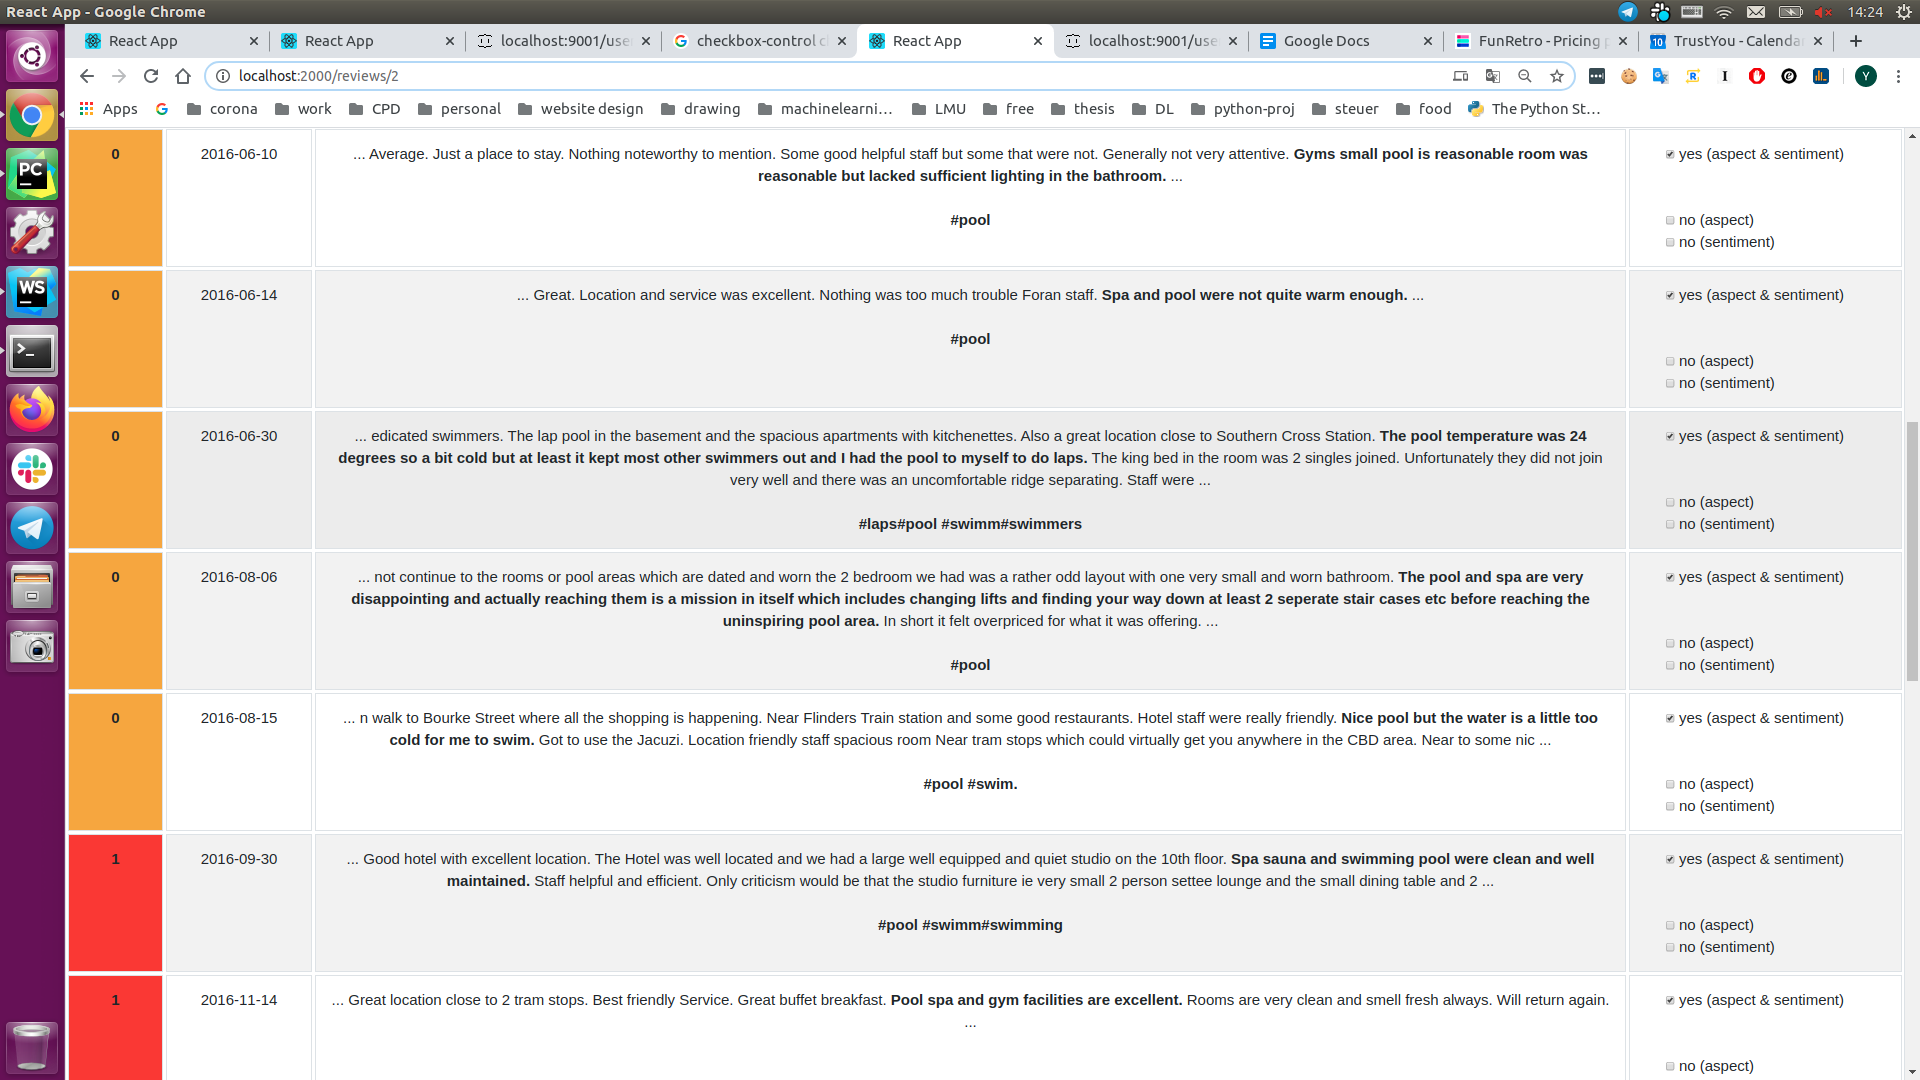 React App - Google Chrome
14:24
React App
React App
localhost:9001/use
checkbox-control c
React App
localhost:9001/use
Google Docs
FunRetro - Pricing p
TrustYou - Calenda
localhost:2000/reviews/2
Y
Apps
corona
work
CPD
personal
website design
drawing
machinelearni...
LMU
free
thesis
DL
python-proj
steuer
food
The Python St...
0
2016-06-10
... Average. Just a place to stay. Nothing noteworthy to mention. Some good helpful staff but some that were not. Generally not very attentive. Gyms small pool is reasonable room was
reasonable but lacked sufficient lighting in the bathroom. ...
#pool
yes (aspect & sentiment)
no (aspect)
no (sentiment)
0
2016-06-14
... Great. Location and service was excellent. Nothing was too much trouble Foran staff. Spa and pool were not quite warm enough. ...
#pool
yes (aspect & sentiment)
no (aspect)
no (sentiment)
0
2016-06-30
... edicated swimmers. The lap pool in the basement and the spacious apartments with kitchenettes. Also a great location close to Southern Cross Station. The pool temperature was 24
degrees so a bit cold but at least it kept most other swimmers out and I had the pool to myself to do laps. The king bed in the room was 2 singles joined. Unfortunately they did not join
very well and there was an uncomfortable ridge separating. Staff were ...
#laps#pool #swimm#swimmers
yes (aspect & sentiment)
no (aspect)
no (sentiment)
0
2016-08-06
... not continue to the rooms or pool areas which are dated and worn the 2 bedroom we had was a rather odd layout with one very small and worn bathroom. The pool and spa are very
disappointing and actually reaching them is a mission in itself which includes changing lifts and finding your way down at least 2 seperate stair cases etc before reaching the
uninspiring pool area. In short it felt overpriced for what it was offering. ...
#pool
yes (aspect & sentiment)
no (aspect)
no (sentiment)
0
2016-08-15
... n walk to Bourke Street where all the shopping is happening. Near Flinders Train station and some good restaurants. Hotel staff were really friendly. Nice pool but the water is a little too
cold for me to swim. Got to use the Jacuzi. Location friendly staff spacious room Near tram stops which could virtually get you anywhere in the CBD area. Near to some nic ...
#pool #swim.
yes (aspect & sentiment)
no (aspect)
no (sentiment)
1
2016-09-30
... Good hotel with excellent location. The Hotel was well located and we had a large well equipped and quiet studio on the 10th floor. Spa sauna and swimming pool were clean and well
maintained. Staff helpful and efficient. Only criticism would be that the studio furniture ie very small 2 person settee lounge and the small dining table and 2 ...
#pool #swimm#swimming
yes (aspect & sentiment)
no (aspect)
no (sentiment)
1
2016-11-14
... Great location close to 2 tram stops. Best friendly Service. Great buffet breakfast. Pool spa and gym facilities are excellent. Rooms are very clean and smell fresh always. Will return again.
...
yes (aspect & sentiment)
no (aspect)
PC
WS